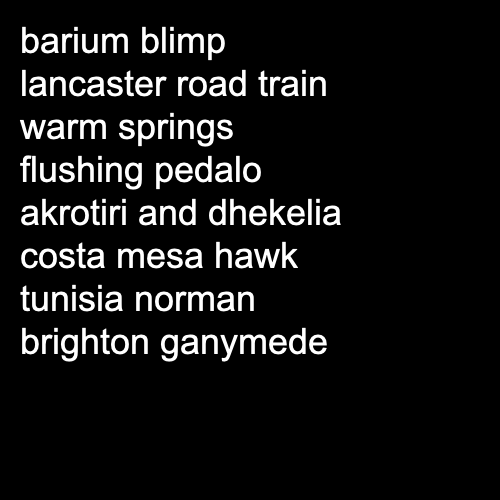 barium blimp
lancaster road train
warm springs
flushing pedalo
akrotiri and dhekelia
costa mesa hawk
tunisia norman
brighton ganymede